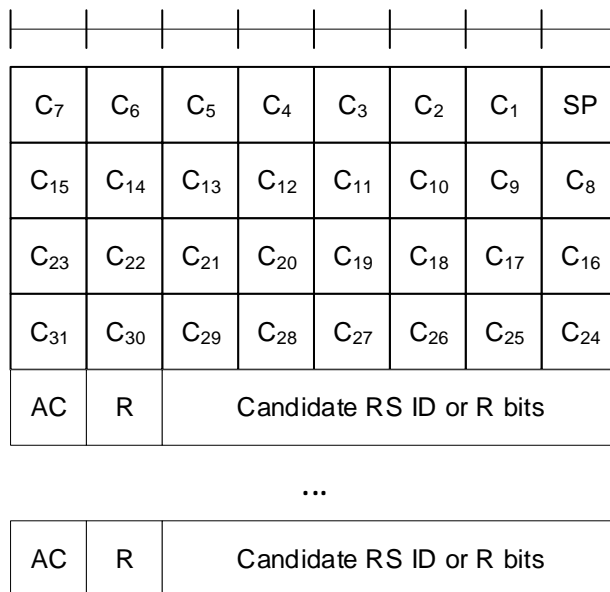 C₇ C₆ C₅ C₄ C₃ C₂ C₁ SP
C₁₅ C₁₄ C₁₃ C₁₂ C₁₁ C₁₀ C₉ C₈
C₂₃ C₂₂ C₂₁ C₂₀ C₁₉ C₁₈ C₁₇ C₁₆
C₃₁ C₃₀ C₂₉ C₂₈ C₂₇ C₂₆ C₂₅ C₂₄
AC R Candidate RS ID or R bits
...
AC R Candidate RS ID or R bits